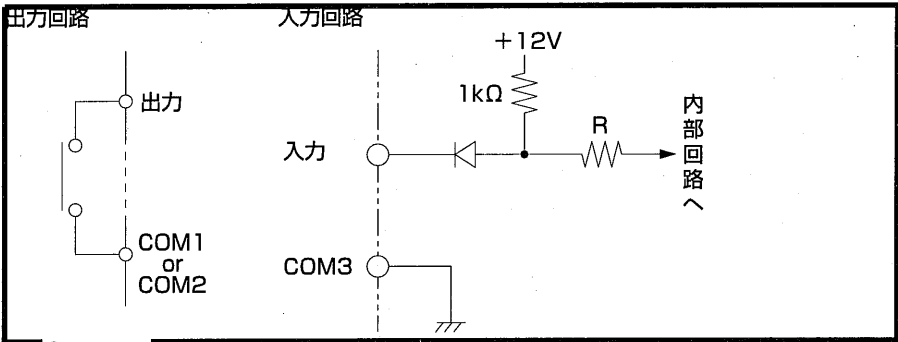 出力回路
入力回路
出力
COM1
or
COM2
+12V
1kΩ
入力
R
内部回路へ
COM3